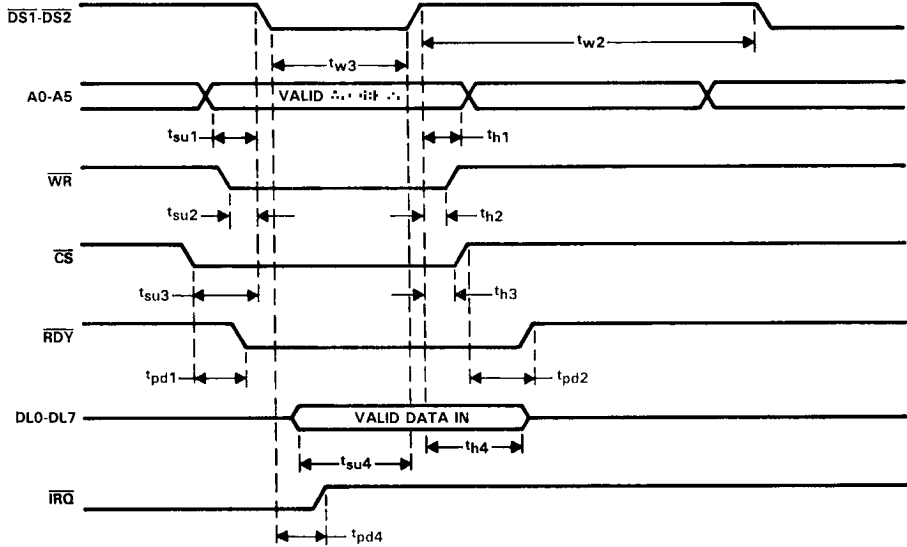 DS1-DS2
tw2
tw3
A0-A5
VALID
tsu1
th1
WR
tsu2
th2
CS
tsu3
th3
RDY
tpd1
tpd2
DL0-DL7
VALID DATA IN
th4
tsu4
IRQ
tpd4